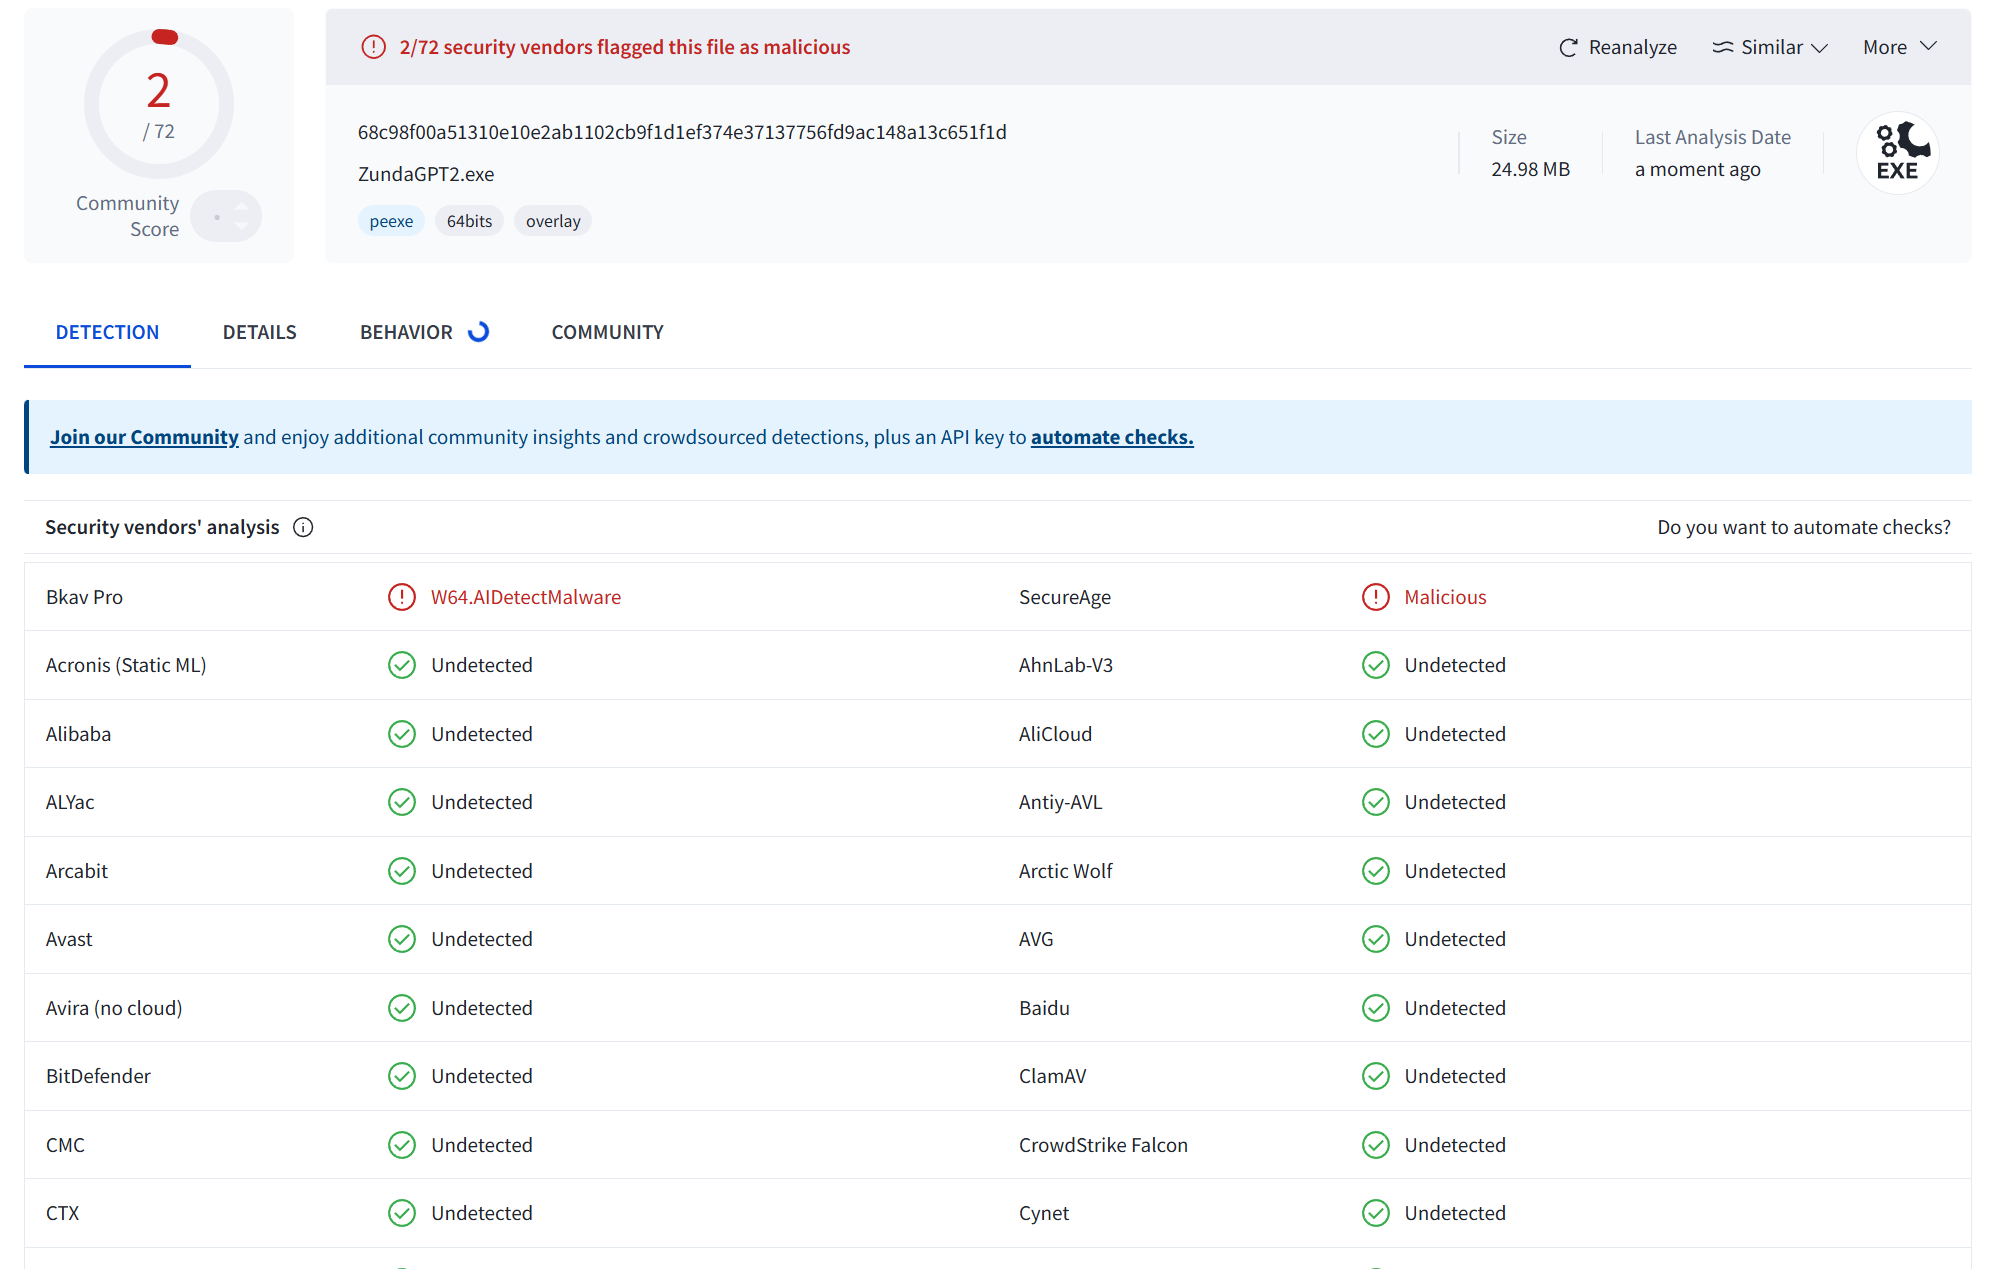 2
/ 72
Community
Score
2/72 security vendors flagged this file as malicious
Reanalyze
Similar
More
68c98f00a51310e10e2ab1102cb9f1d1ef374e37137756fd9ac148a13c651f1d
ZundaGPT2.exe
peexe
64bits
overlay
Size
24.98 MB
Last Analysis Date
a moment ago
EXE
DETECTION
DETAILS
BEHAVIOR
COMMUNITY
Join our Community and enjoy additional community insights and crowdsourced detections, plus an API key to automate checks.
Security vendors' analysis
Do you want to automate checks?
Bkav Pro W64.AIDetectMalware SecureAge Malicious
Acronis (Static ML) Undetected AhnLab-V3 Undetected
Alibaba Undetected AliCloud Undetected
ALYac Undetected Antiy-AVL Undetected
Arcabit Undetected Arctic Wolf Undetected
Avast Undetected AVG Undetected
Avira (no cloud) Undetected Baidu Undetected
BitDefender Undetected ClamAV Undetected
CMC Undetected CrowdStrike Falcon Undetected
CTX Undetected Cynet Undetected